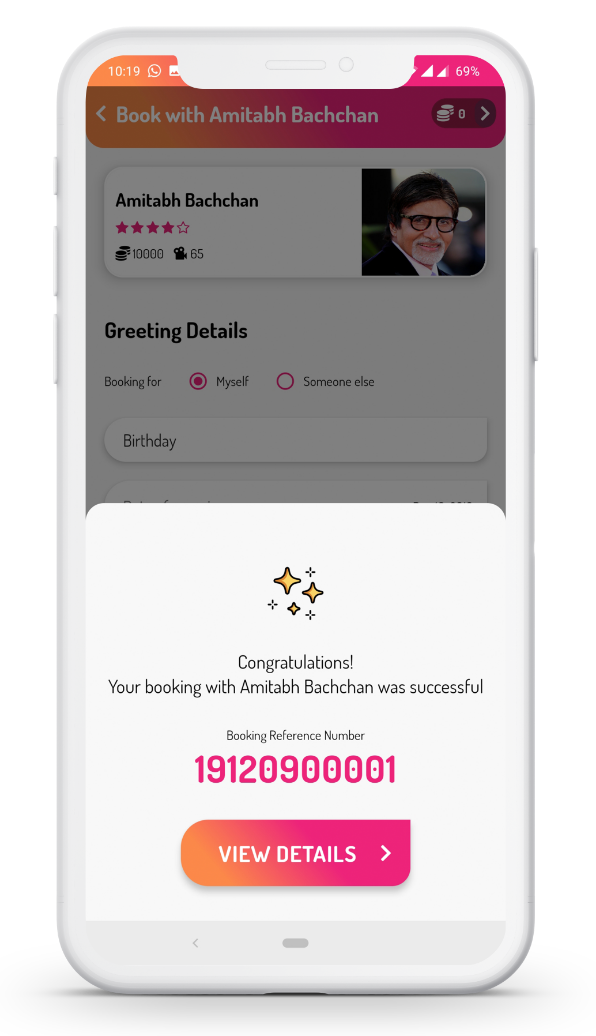 10:19 69%
Book with Amitabh Bachchan 0
Amitabh Bachchan
10000 65
Greeting Details
Booking for Myself Someone else
Birthday
Congratulations!
Your booking with Amitabh Bachchan was successful
Booking Reference Number
19120900001
VIEW DETAILS